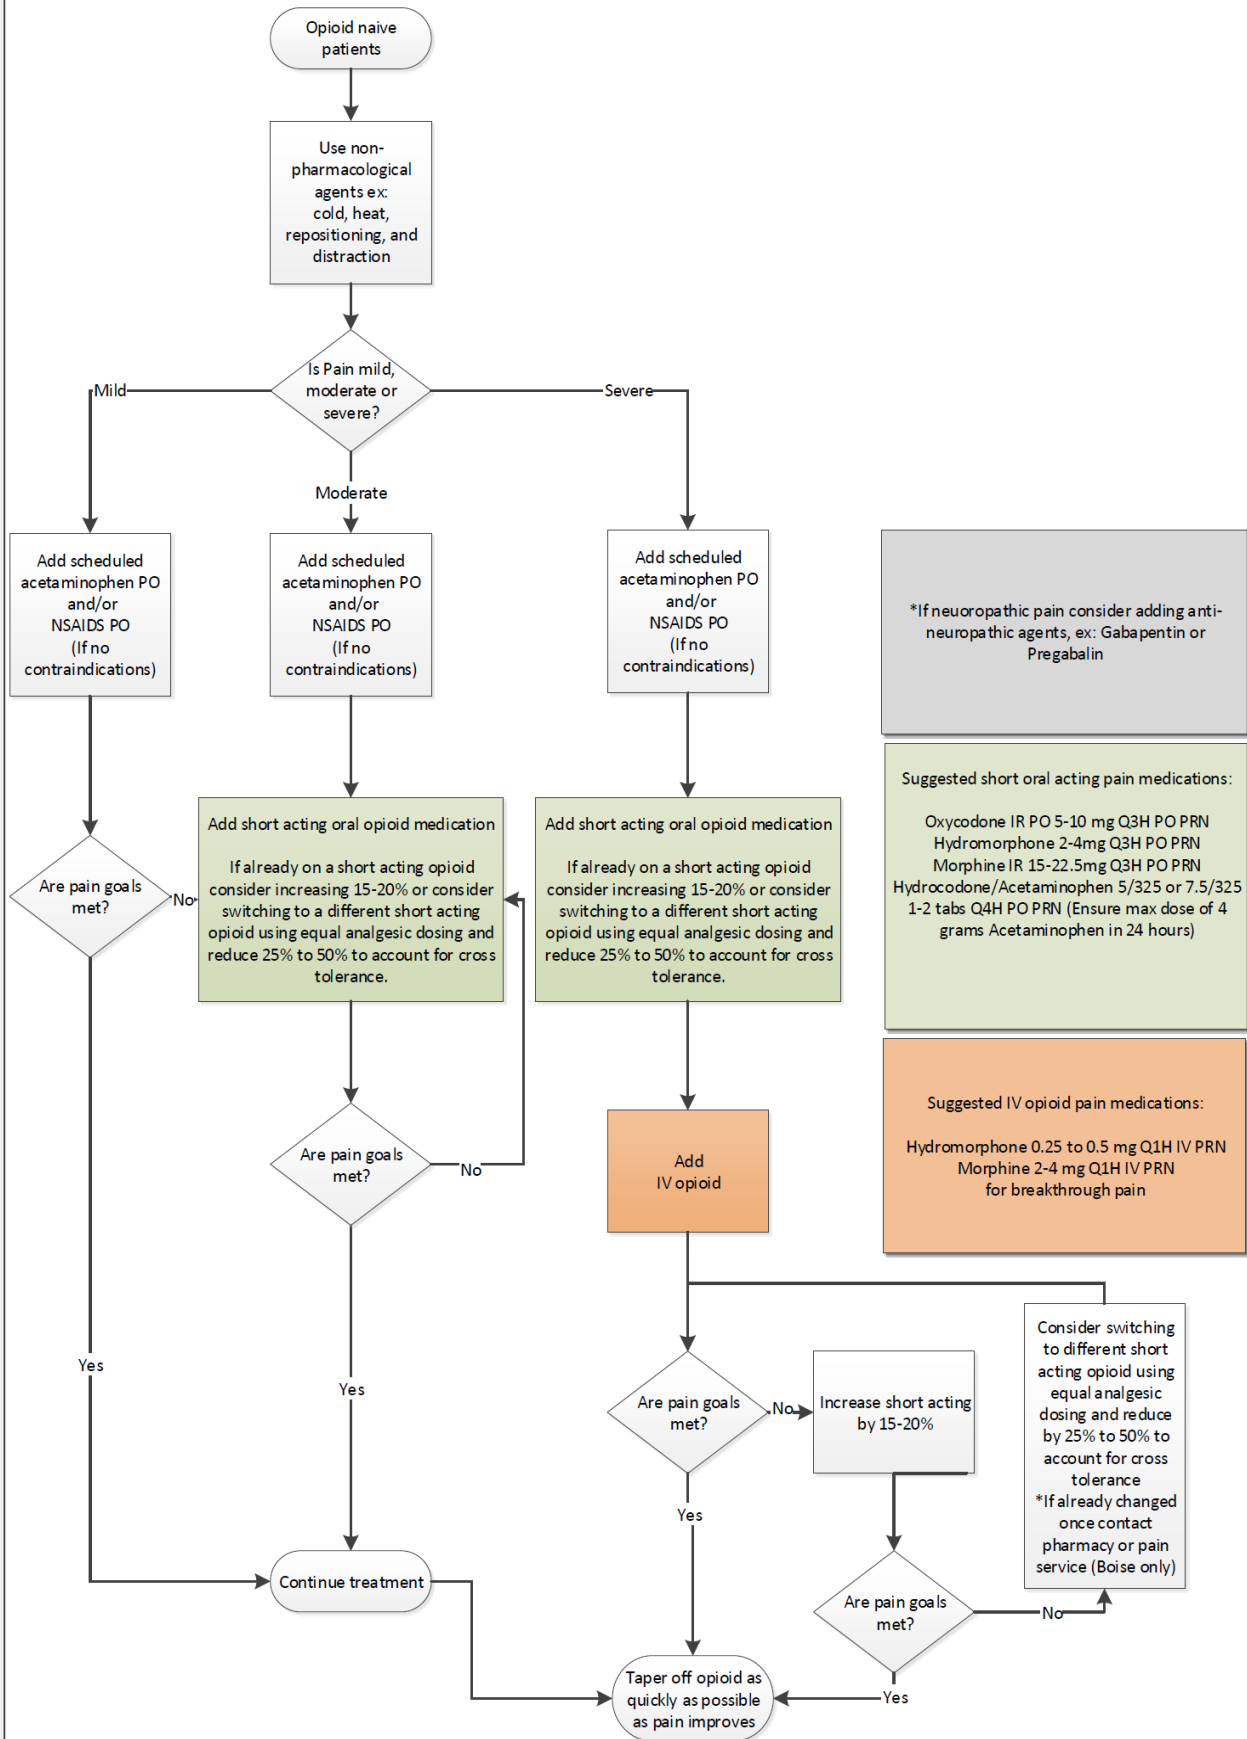 Opioid naive
patients
Use non-
pharmacological
agents ex:
cold, heat,
repositioning, and
distraction
Is Pain mild,
moderate or
severe?
Mild
Severe
Moderate
Add scheduled
acetaminophen PO
and/or
NSAIDS PO
(If no
contraindications)
Add scheduled
acetaminophen PO
and/or
NSAIDS PO
(If no
contraindications)
Add scheduled
acetaminophen PO
and/or
NSAIDS PO
(If no
contraindications)
*If neuoropathic pain consider adding anti-
neuropathic agents, ex: Gabapentin or
Pregabalin
Suggested short oral acting pain medications:
Oxycodone IR PO 5-10 mg Q3H PO PRN
Hydromorphone 2-4mg Q3H PO PRN
Morphine IR 15-22.5mg Q3H PO PRN
Hydrocodone/Acetaminophen 5/325 or 7.5/325
1-2 tabs Q4H PO PRN (Ensure max dose of 4
grams Acetaminophen in 24 hours)
Are pain goals
met?
No
Add short acting oral opioid medication
If already on a short acting opioid
consider increasing 15-20% or consider
switching to a different short acting
opioid using equal analgesic dosing and
reduce 25% to 50% to account for cross
tolerance.
Add short acting oral opioid medication
If already on a short acting opioid
consider increasing 15-20% or consider
switching to a different short acting
opioid using equal analgesic dosing and
reduce 25% to 50% to account for cross
tolerance.
Suggested IV opioid pain medications:
Hydromorphone 0.25 to 0.5 mg Q1H IV PRN
Morphine 2-4 mg Q1H IV PRN
for breakthrough pain
Are pain goals
met?
No
Add
IV opioid
Yes
Yes
Are pain goals
met?
No
Increase short acting
by 15-20%
Consider switching
to different short
acting opioid using
equal analgesic
dosing and reduce
by 25% to 50% to
account for cross
tolerance
*If already changed
once contact
pharmacy or pain
service (Boise only)
Yes
Continue treatment
Are pain goals
met?
No
Yes
Taper off opioid as
quickly as possible
as pain improves